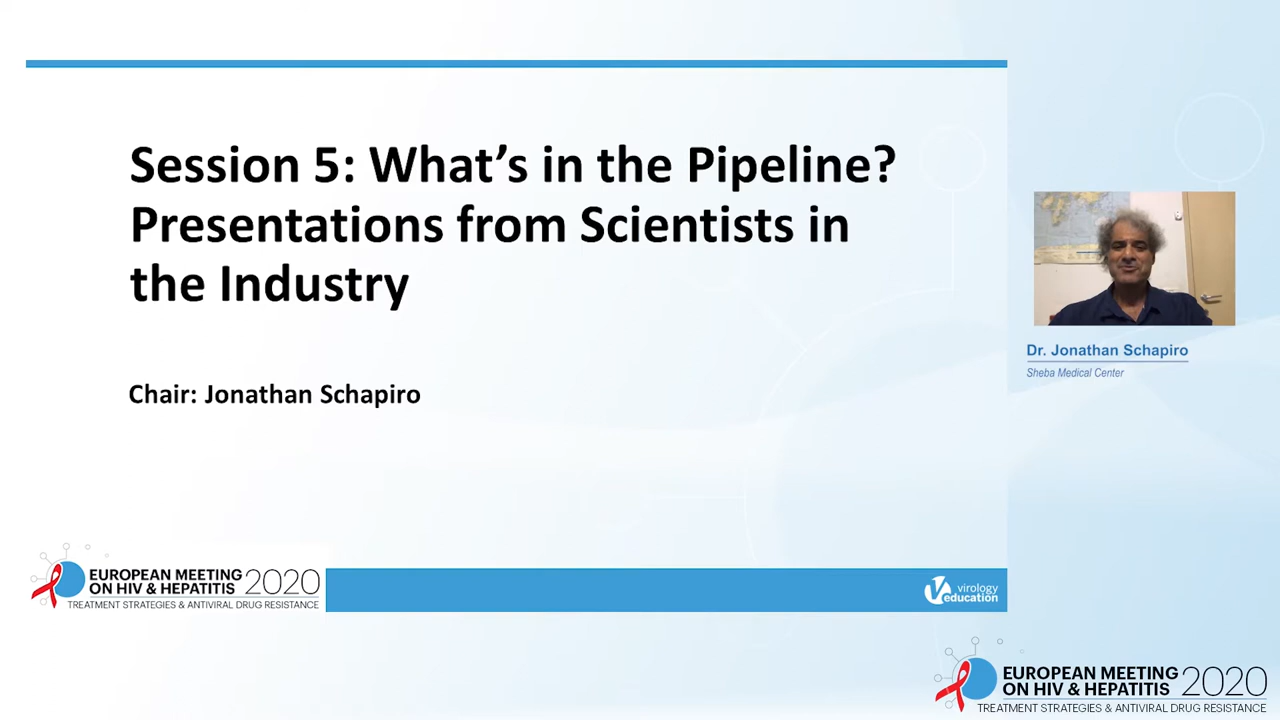 Session 5: What's in the Pipeline?
Presentations from Scientists in
the Industry
Chair: Jonathan Schapiro
Dr. Jonathan Schapiro
Sheba Medical Center
EUROPEAN MEETING
ON HIV & HEPATITIS 2020
TREATMENT STRATEGIES & ANTIVIRAL DRUG RESISTANCE
virology
education
EUROPEAN MEETING
ON HIV & HEPATITIS 2020
TREATMENT STRATEGIES & ANTIVIRAL DRUG RESISTANCE